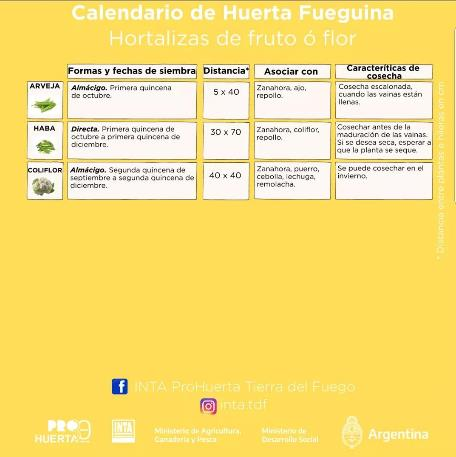 Calendario de Huerta Fueguina
Hortalizas de fruto ó flor
Formas y fechas de siembra
Distancia*
Asociar con
Caracteríticas de
cosecha
ARVEJA
Almácigo. Primera quincena
de octubre.
5 x 40
Zanahora, ajo,
repollo.
Cosecha escalonada,
cuando las vainas están
llenas.
HABA
Directa. Primera quincena
de octubre a primera quincena de
diciembre.
30 x 70
Zanahora, coliflor,
repollo.
Cosechar antes de la
maduración de las vainas.
Si se desea seca, esperar a
que la planta se seque.
COLIFLOR
Almácigo. Segunda quincena de
septiembre a segunda quincena de
diciembre.
40 x 40
Zanahora, puerro,
cebolla, lechuga,
remolacha.
Se puede cosechar en el
invierno.
* Distancia entre plantas e hileras en cm
INTA ProHuerta Tierra del Fuego
inta.tdf
PRO
HUERTA
INTA
Ministerio de Agricultura,
Ganadería y Pesca
Ministerio de
Desarrollo Social
Argentina